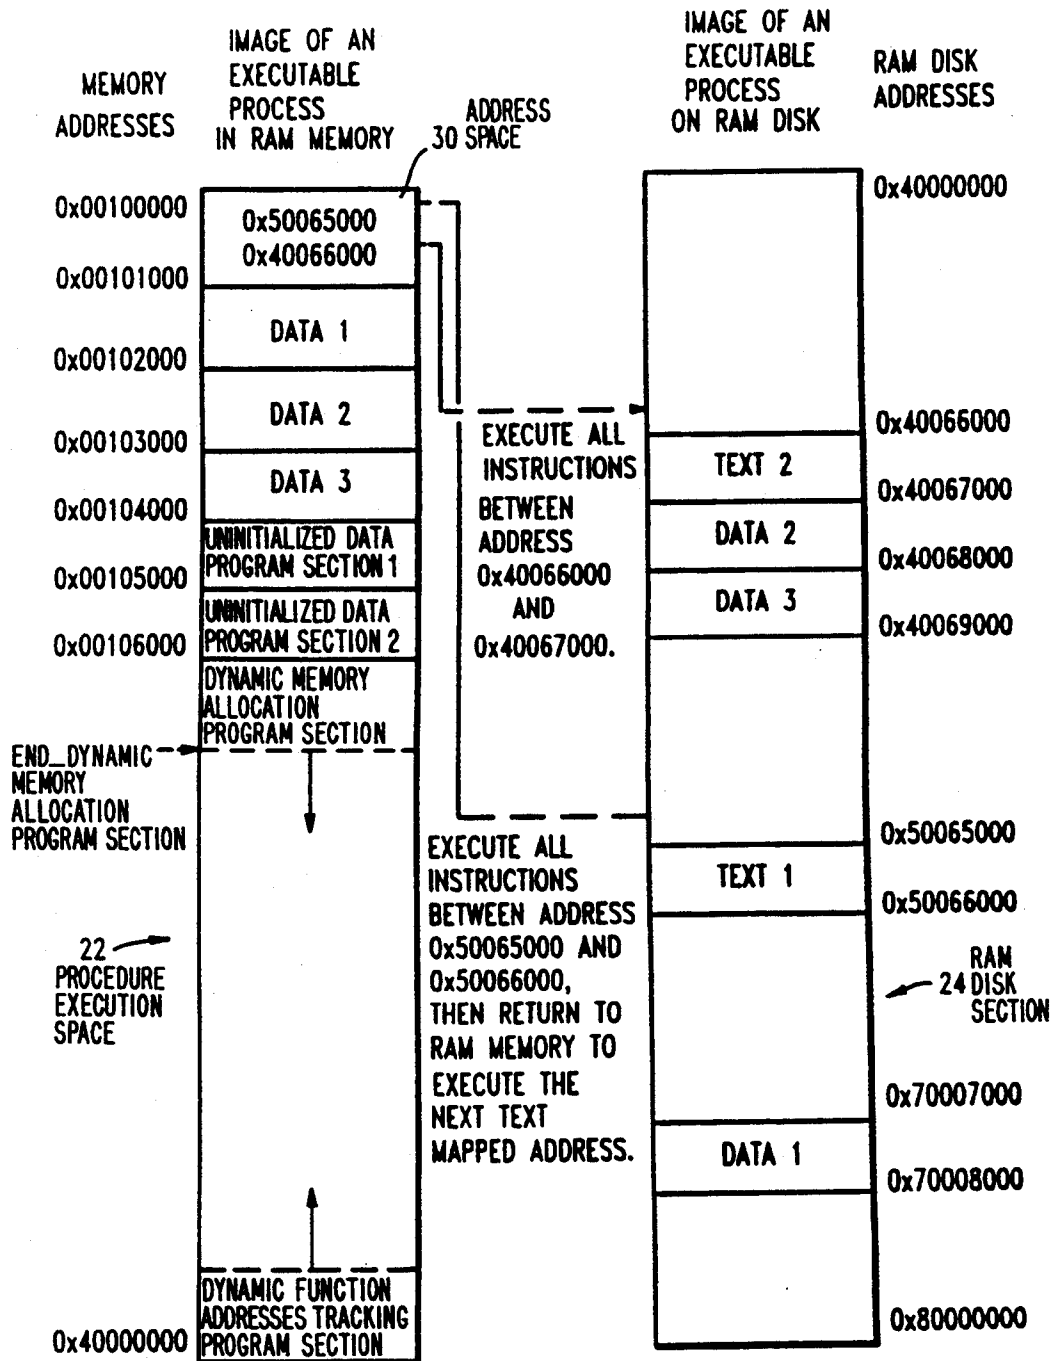 MEMORY
ADDRESSES
IMAGE OF AN
EXECUTABLE
PROCESS
IN RAM MEMORY
ADDRESS
30 SPACE
IMAGE OF AN
EXECUTABLE
PROCESS
ON RAM DISK
RAM DISK
ADDRESSES
0x00100000
0x00101000
0x00102000
0x00103000
0x00104000
0x00105000
0x00106000
END_DYNAMIC
MEMORY
ALLOCATION
PROGRAM SECTION
22
PROCEDURE
EXECUTION
SPACE
0x40000000
0x50065000
0x40066000
DATA 1
DATA 2
DATA 3
UNINITIALIZED DATA
PROGRAM SECTION 1
UNINITIALIZED DATA
PROGRAM SECTION 2
DYNAMIC MEMORY
ALLOCATION
PROGRAM SECTION
DYNAMIC FUNCTION
ADDRESSES TRACKING
PROGRAM SECTION
EXECUTE ALL
INSTRUCTIONS
BETWEEN
ADDRESS
0x40066000
AND
0x40067000.
EXECUTE ALL
INSTRUCTIONS
BETWEEN ADDRESS
0x50065000 AND
0x50066000,
THEN RETURN TO
RAM MEMORY TO
EXECUTE THE
NEXT TEXT
MAPPED ADDRESS.
TEXT 2
DATA 2
DATA 3
TEXT 1
DATA 1
0x40000000
0x40066000
0x40067000
0x40068000
0x40069000
0x50065000
0x50066000
RAM
24 DISK
SECTION
0x70007000
0x70008000
0x80000000